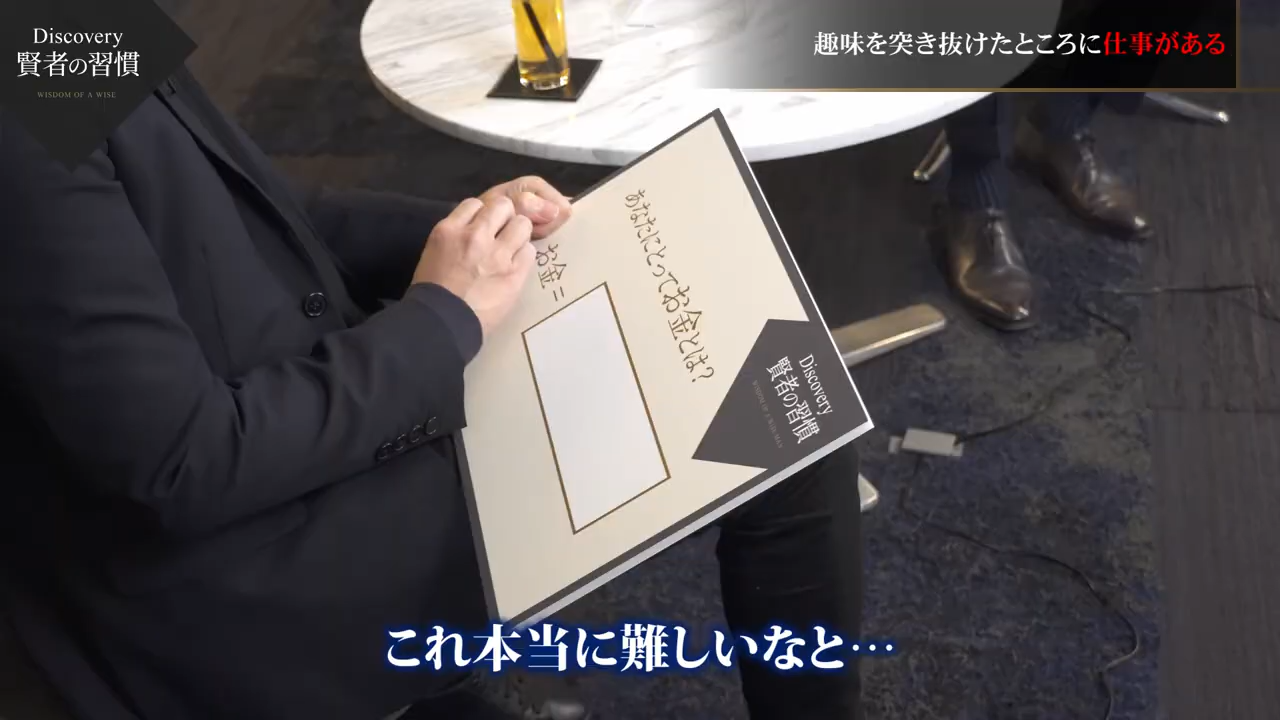 Discovery
賢者の習慣
WISDOM OF A WISE
趣味を突き抜けたところに仕事がある
あなたにとってお金とは?
お金=
Discovery
賢者の習慣
これ本当に難しいなと…